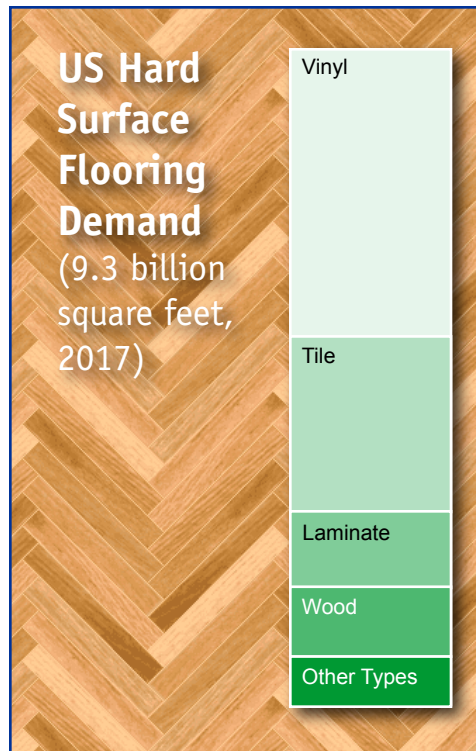 US Hard
Surface
Flooring
Demand
(9.3 billion
square feet,
2017)
Vinyl
Tile
Laminate
Wood
Other Types